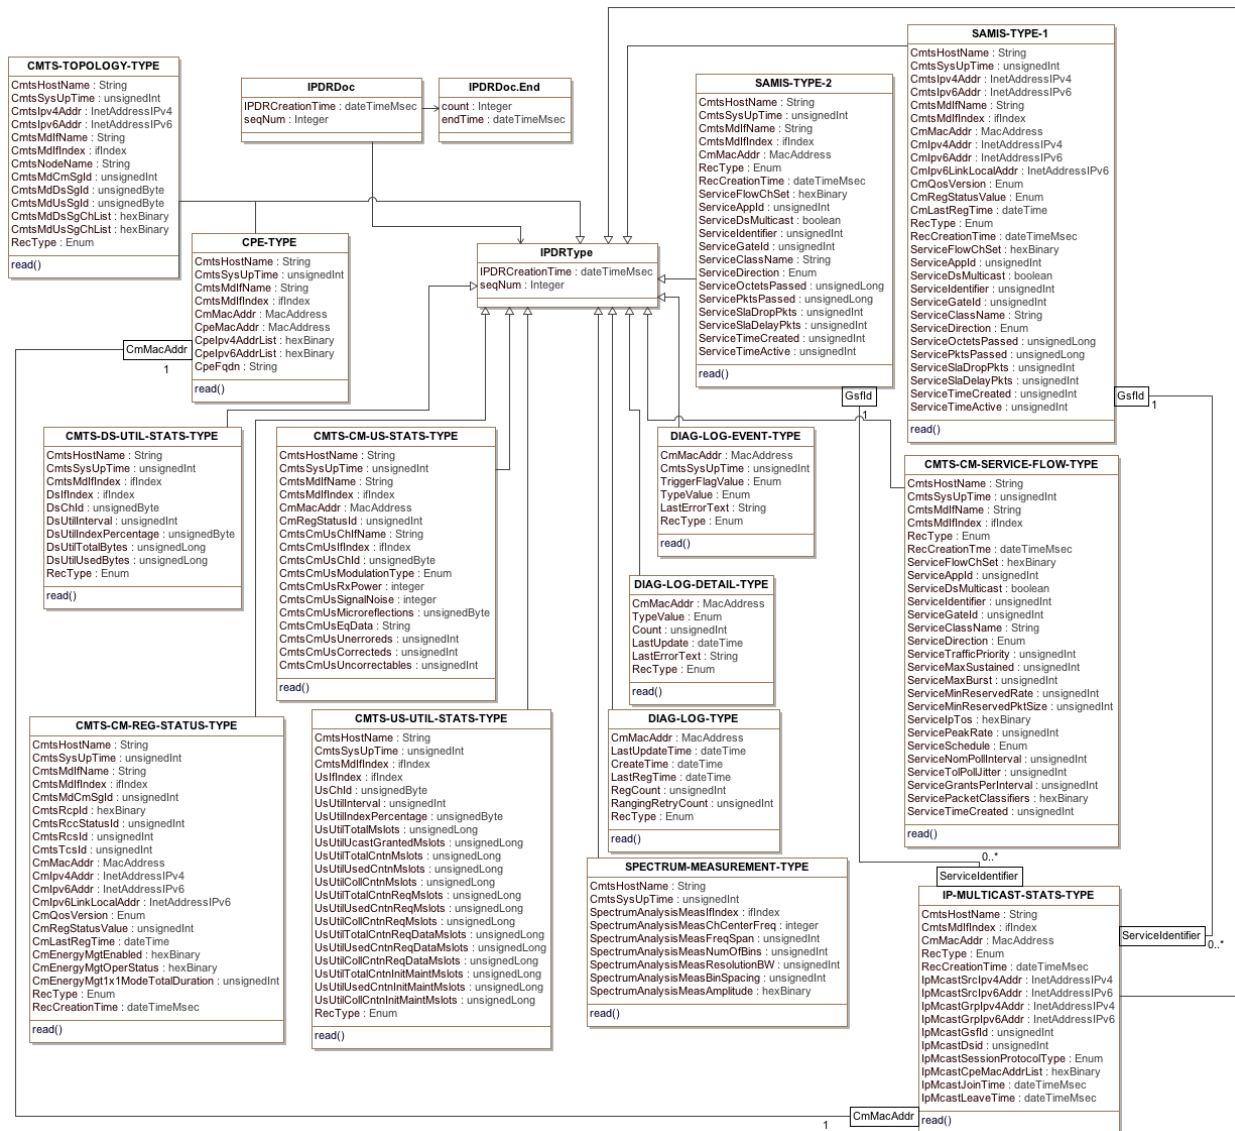 CMTS-TOPOLOGY-TYPE
CmtsHostName : String
CmtsSysUpTime : unsignedInt
CmtsIpv4Addr : InetAddressIPv4
CmtsIpv6Addr : InetAddressIPv6
CmtsMdIfName : String
CmtsMdIfIndex : ifIndex
CmtsNodeName : String
CmtsMdCmSgId : unsignedInt
CmtsMdDsSgId : unsignedByte
CmtsMdUsSgId : unsignedByte
CmtsMdDsSgChList : hexBinary
CmtsMdUsSgChList : hexBinary
RecType : Enum
read()
IPDRDoc
IPDRCreationTime : dateTimeMsec
seqNum : Integer
IPDRDoc.End
count : Integer
endTime : dateTimeMsec
SAMIS-TYPE-2
CmtsHostName : String
CmtsSysUpTime : unsignedInt
CmtsMdIfName : String
CmtsMdIfIndex : ifIndex
CmMacAddr : MacAddress
RecType : Enum
RecCreationTime : dateTimeMsec
ServiceFlowChSet : hexBinary
ServiceAppId : unsignedInt
ServiceDsMulticast : boolean
ServiceIdentifier : unsignedInt
ServiceGateId : unsignedInt
ServiceClassName : String
ServiceDirection : Enum
ServiceOctetsPassed : unsignedLong
ServicePktsPassed : unsignedLong
ServiceSlaDropPkts : unsignedInt
ServiceSlaDelayPkts : unsignedInt
ServiceTimeCreated : unsignedInt
ServiceTimeActive : unsignedInt
read()
SAMIS-TYPE-1
CmtsHostName : String
CmtsSysUpTime : unsignedInt
CmtsIpv4Addr : InetAddressIPv4
CmtsIpv6Addr : InetAddressIPv6
CmtsMdIfName : String
CmtsMdIfIndex : ifIndex
CmMacAddr : MacAddress
CmIpv4Addr : InetAddressIPv4
CmIpv6Addr : InetAddressIPv6
CmIpv6LinkLocalAddr : InetAddressIPv6
CmQosVersion : Enum
CmRegStatusValue : Enum
CmLastRegTime : dateTime
RecType : Enum
RecCreationTime : dateTimeMsec
ServiceFlowChSet : hexBinary
ServiceAppId : unsignedInt
ServiceDsMulticast : boolean
ServiceIdentifier : unsignedInt
ServiceGateId : unsignedInt
ServiceClassName : String
ServiceDirection : Enum
ServiceOctetsPassed : unsignedLong
ServicePktsPassed : unsignedLong
ServiceSlaDropPkts : unsignedInt
ServiceSlaDelayPkts : unsignedInt
ServiceTimeCreated : unsignedInt
ServiceTimeActive : unsignedInt
read()
CPE-TYPE
CmtsHostName : String
CmtsSysUpTime : unsignedInt
CmtsMdIfName : String
CmtsMdIfIndex : ifIndex
CmMacAddr : MacAddress
CpeMacAddr : MacAddress
CpeIpv4AddrList : hexBinary
CpeIpv6AddrList : hexBinary
CpeFqdn : String
read()
IPDRType
IPDRCreationTime : dateTimeMsec
seqNum : Integer
CmMacAddr
1
GsfId
1
GsfId
1
CMTS-DS-UTIL-STATS-TYPE
CmtsHostName : String
CmtsSysUpTime : unsignedInt
CmtsMdIfIndex : ifIndex
DsIfIndex : ifIndex
DsChId : unsignedByte
DsUtilInterval : unsignedInt
DsUtilIndexPercentage : unsignedByte
DsUtilTotalBytes : unsignedLong
DsUtilUsedBytes : unsignedLong
RecType : Enum
read()
CMTS-CM-US-STATS-TYPE
CmtsHostName : String
CmtsSysUpTime : unsignedInt
CmtsMdIfName : String
CmtsMdIfIndex : ifIndex
CmMacAddr : MacAddress
CmRegStatusId : unsignedInt
CmtsCmUsChIfName : String
CmtsCmUsIfIndex : ifIndex
CmtsCmUsChId : unsignedByte
CmtsCmUsModulationType : Enum
CmtsCmUsRxPower : integer
CmtsCmUsSignalNoise : integer
CmtsCmUsMicroreflections : unsignedByte
CmtsCmUsEqData : String
CmtsCmUsUnerroreds : unsignedInt
CmtsCmUsCorrecteds : unsignedInt
CmtsCmUsUncorrectables : unsignedInt
read()
DIAG-LOG-EVENT-TYPE
CmMacAddr : MacAddress
CmtsSysUpTime : unsignedInt
TriggerFlagValue : Enum
TypeValue : Enum
LastErrorText : String
RecType : Enum
read()
CMTS-CM-SERVICE-FLOW-TYPE
CmtsHostName : String
CmtsSysUpTime : unsignedInt
CmtsMdIfName : String
CmtsMdIfIndex : ifIndex
RecType : Enum
RecCreationTme : dateTimeMsec
ServiceFlowChSet : hexBinary
ServiceAppId : unsignedInt
ServiceDsMulticast : boolean
ServiceIdentifier : unsignedInt
ServiceGateId : unsignedInt
ServiceClassName : String
ServiceDirection : Enum
ServiceTrafficPriority : unsignedInt
ServiceMaxSustained : unsignedInt
ServiceMaxBurst : unsignedInt
ServiceMinReservedRate : unsignedInt
ServiceMinReservedPktSize : unsignedInt
ServiceIpTos : hexBinary
ServicePeakRate : unsignedInt
ServiceSchedule : Enum
ServiceNomPollInterval : unsignedInt
ServiceTolPollJitter : unsignedInt
ServiceGrantsPerInterval : unsignedInt
ServicePacketClassifiers : hexBinary
ServiceTimeCreated : unsignedInt
read()
DIAG-LOG-DETAIL-TYPE
CmMacAddr : MacAddress
TypeValue : Enum
Count : unsignedInt
LastUpdate : dateTime
LastErrorText : String
RecType : Enum
read()
CMTS-CM-REG-STATUS-TYPE
CmtsHostName : String
CmtsSysUpTime : unsignedInt
CmtsMdIfName : String
CmtsMdIfIndex : ifIndex
CmtsMdCmSgId : unsignedInt
CmtsRcpId : hexBinary
CmtsRccStatusId : unsignedInt
CmtsRcsId : unsignedInt
CmtsTcsId : unsignedInt
CmMacAddr : MacAddress
CmIpv4Addr : InetAddressIPv4
CmIpv6Addr : InetAddressIPv6
CmIpv6LinkLocalAddr : InetAddressIPv6
CmQosVersion : Enum
CmRegStatusValue : unsignedInt
CmLastRegTime : dateTime
CmEnergyMgtEnabled : hexBinary
CmEnergyMgtOperStatus : hexBinary
CmEnergyMgt1x1ModeTotalDuration : unsignedInt
RecType : Enum
RecCreationTime : dateTimeMsec
read()
CMTS-US-UTIL-STATS-TYPE
CmtsHostName : String
CmtsSysUpTime : unsignedInt
CmtsMdIfIndex : ifIndex
UsIfIndex : ifIndex
UsChId : unsignedByte
UsUtilInterval : unsignedInt
UsUtilIndexPercentage : unsignedByte
UsUtilTotalMslots : unsignedLong
UsUtilUcastGrantedMslots : unsignedLong
UsUtilTotalCntnMslots : unsignedLong
UsUtilUsedCntnMslots : unsignedLong
UsUtilCollCntnMslots : unsignedLong
UsUtilTotalCntnReqMslots : unsignedLong
UsUtilUsedCntnReqMslots : unsignedLong
UsUtilCollCntnReqMslots : unsignedLong
UsUtilTotalCntnReqDataMslots : unsignedLong
UsUtilUsedCntnReqDataMslots : unsignedLong
UsUtilCollCntnReqDataMslots : unsignedLong
UsUtilTotalCntnInitMaintMslots : unsignedLong
UsUtilUsedCntnInitMaintMslots : unsignedLong
UsUtilCollCntnInitMaintMslots : unsignedLong
RecType : Enum
read()
DIAG-LOG-TYPE
CmMacAddr : MacAddress
LastUpdateTime : dateTime
CreateTime : dateTime
LastRegTime : dateTime
RegCount : unsignedInt
RangingRetryCount : unsignedInt
RecType : Enum
read()
SPECTRUM-MEASUREMENT-TYPE
CmtsHostName : String
CmtsSysUpTime : unsignedInt
SpectrumAnalysisMeasIfIndex : ifIndex
SpectrumAnalysisMeasChCenterFreq : integer
SpectrumAnalysisMeasFreqSpan : unsignedInt
SpectrumAnalysisMeasNumOfBins : unsignedInt
SpectrumAnalysisMeasResolutionBW : unsignedInt
SpectrumAnalysisMeasBinSpacing : unsignedInt
SpectrumAnalysisMeasAmplitude : hexBinary
read()
0..*
ServiceIdentifier
IP-MULTICAST-STATS-TYPE
CmtsHostName : String
CmtsMdIfIndex : ifIndex
CmMacAddr : MacAddress
RecType : Enum
RecCreationTime : dateTimeMsec
IpMcastSrcIpv4Addr : InetAddressIPv4
IpMcastSrcIpv6Addr : InetAddressIPv6
IpMcastGrpIpv4Addr : InetAddressIPv4
IpMcastGrpIpv6Addr : InetAddressIPv6
IpMcastGsfId : unsignedInt
IpMcastDsid : unsignedInt
IpMcastSessionProtocolType : Enum
IpMcastCpeMacAddrList : hexBinary
IpMcastJoinTime : dateTimeMsec
IpMcastLeaveTime : dateTimeMsec
read()
ServiceIdentifier
0..*
CmMacAddr
1